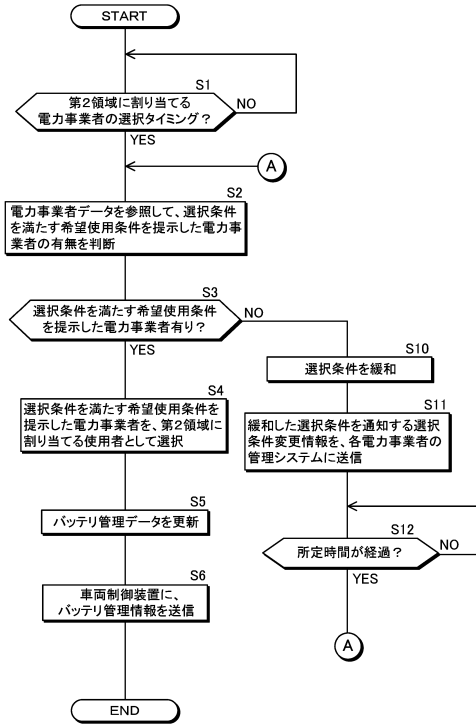 START
S1
第2領域に割り当てる
電力事業者の選択タイミング？
NO
YES
A
S2
電力事業者データを参照して、選択条件
を満たす希望使用条件を提示した電力事
業者の有無を判断
S3
選択条件を満たす希望使用条件
を提示した電力事業者有り？
NO
YES
S10
選択条件を緩和
S4
選択条件を満たす希望使用条件を
提示した電力事業者を、第2領域に
割り当てる使用者として選択
S11
緩和した選択条件を通知する選択
条件変更情報を、各電力事業者の
管理システムに送信
S5
バッテリ管理データを更新
S12
所定時間が経過？
NO
YES
S6
車両制御装置に、
バッテリ管理情報を送信
A
END